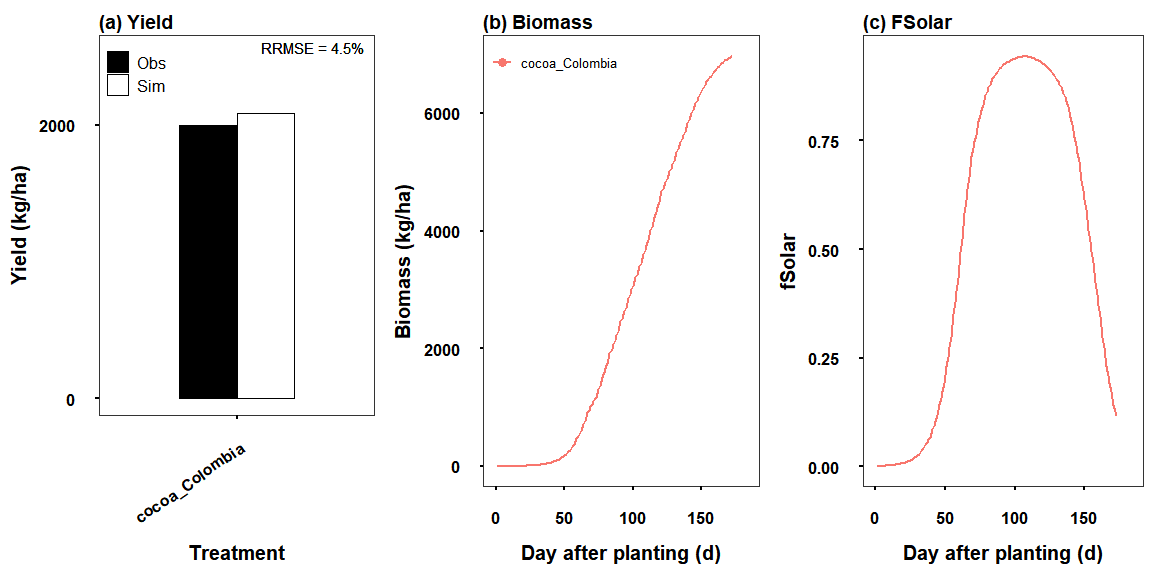 (a) Yield
RRMSE = 4.5%
Obs
Sim
2000
0
Yield (kg/ha)
cocoa_Colombia
Treatment
(b) Biomass
cocoa_Colombia
6000
4000
2000
0
Biomass (kg/ha)
0 50 100 150
Day after planting (d)
(c) FSolar
0.75
0.50
0.25
0.00
fSolar
0 50 100 150
Day after planting (d)